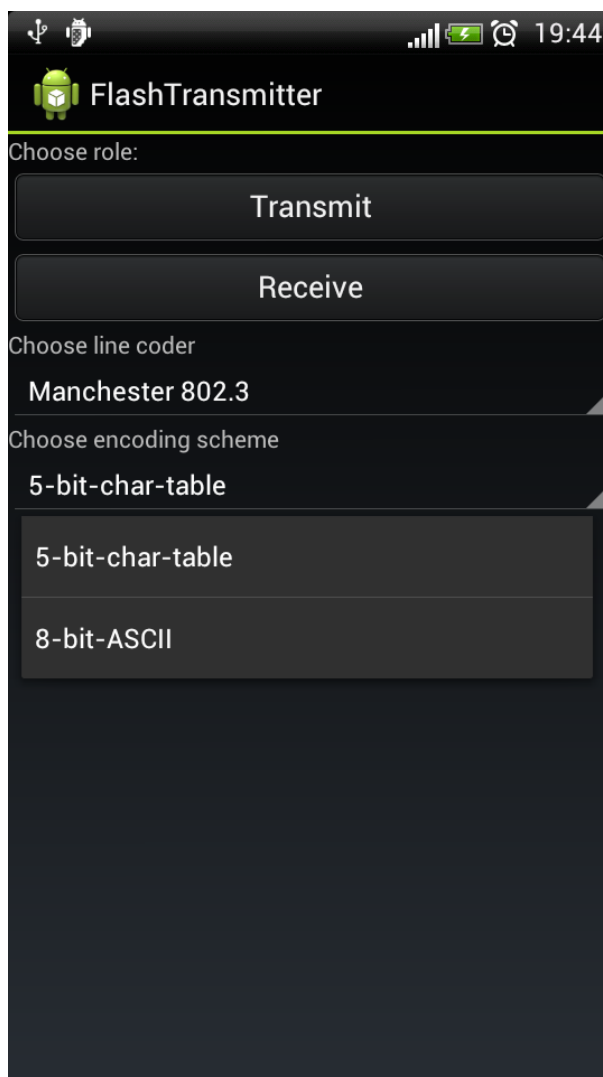 19:44
FlashTransmitter
Choose role:
Transmit
Receive
Choose line coder
Manchester 802.3
Choose encoding scheme
5-bit-char-table
5-bit-char-table
8-bit-ASCII